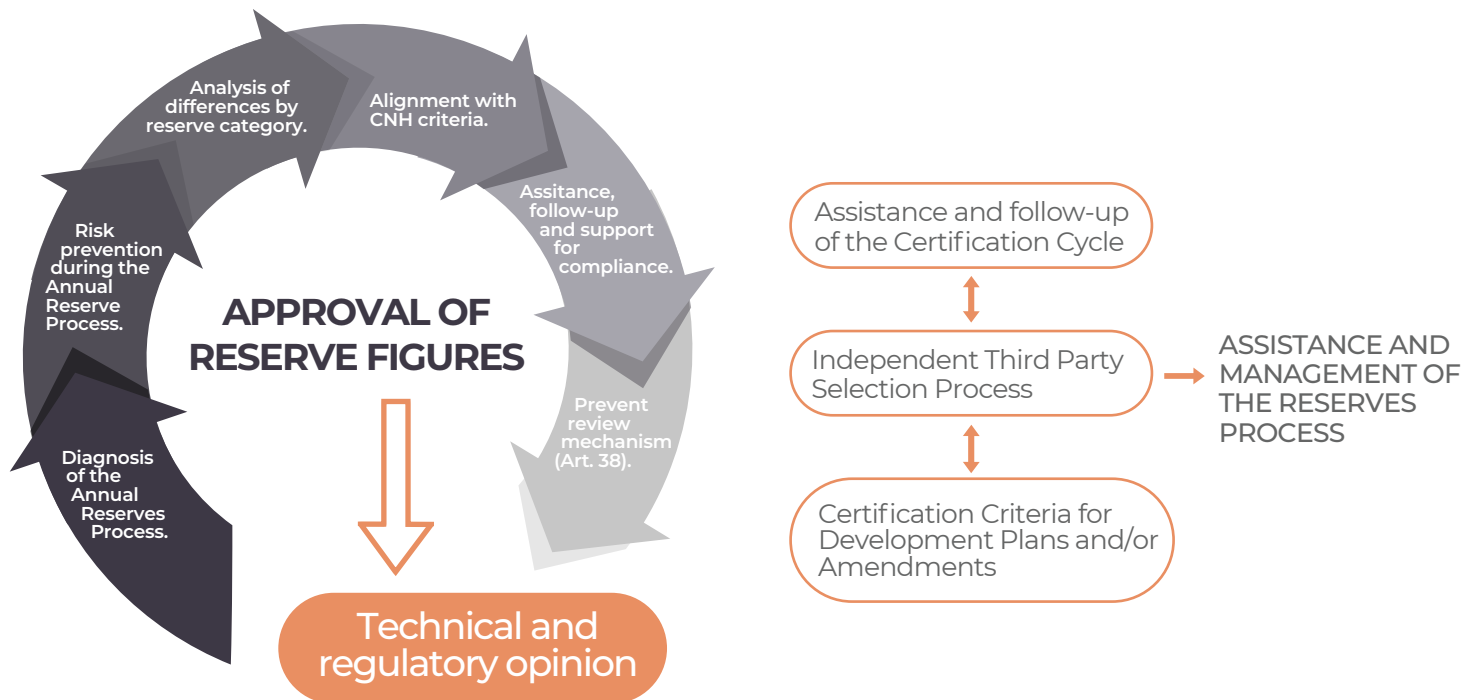 Analysis of
differences by
reserve category.
Alignment with
CNH criteria.
Assitance,
follow-up
and support
for
compliance.
Risk
prevention
during the
Annual
Reserve
Process.
APPROVAL OF
RESERVE FIGURES
Prevent
review
mechanism
(Art. 38).
Diagnosis
of the
Annual
Reserves
Process.
Technical and
regulatory opinion
Assistance and follow-up
of the Certification Cycle
Independent Third Party
Selection Process
Certification Criteria for
Development Plans and/or
Amendments
ASSISTANCE AND
MANAGEMENT OF
THE RESERVES
PROCESS